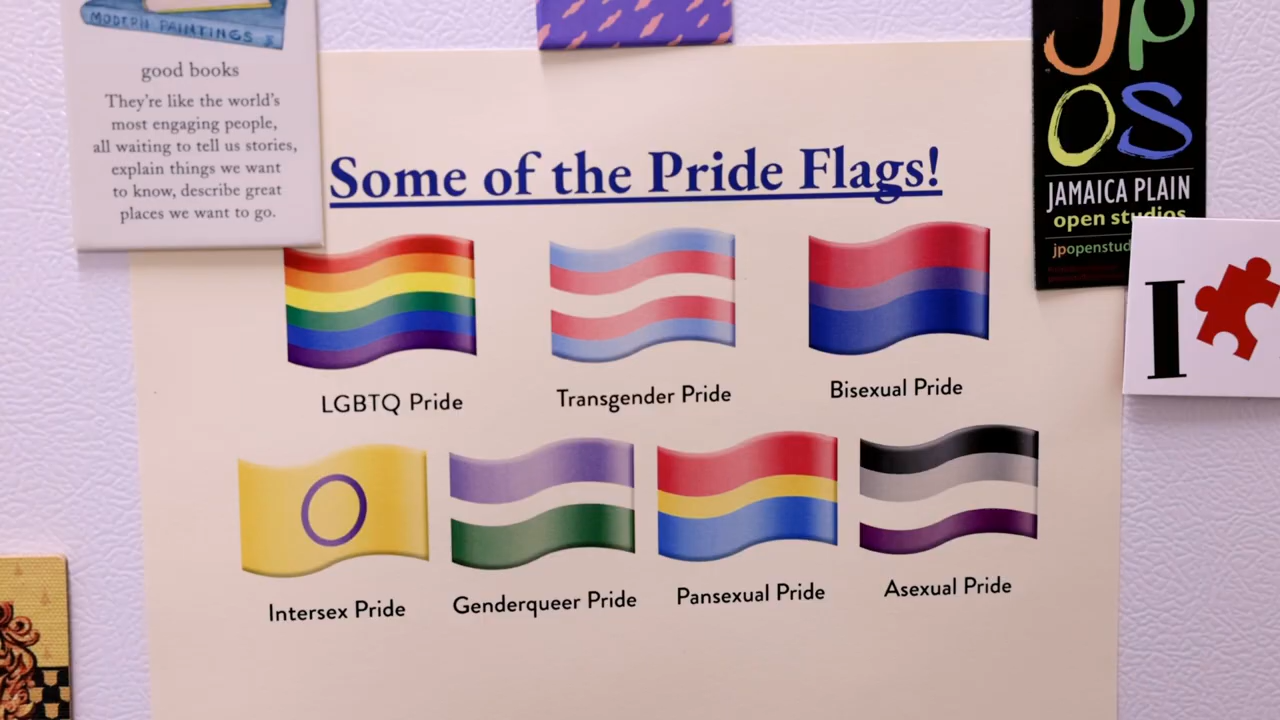 MODERN PAINTINGS
good books
They're like the world's
most engaging people,
all waiting to tell us stories,
explain things we want
to know, describe great
places we want to go.
JP
OS
JAMAICA PLAIN
open studios
jpopenstud
Some of the Pride Flags!
LGBTQ Pride
Transgender Pride
Bisexual Pride
Intersex Pride
Genderqueer Pride
Pansexual Pride
Asexual Pride
I